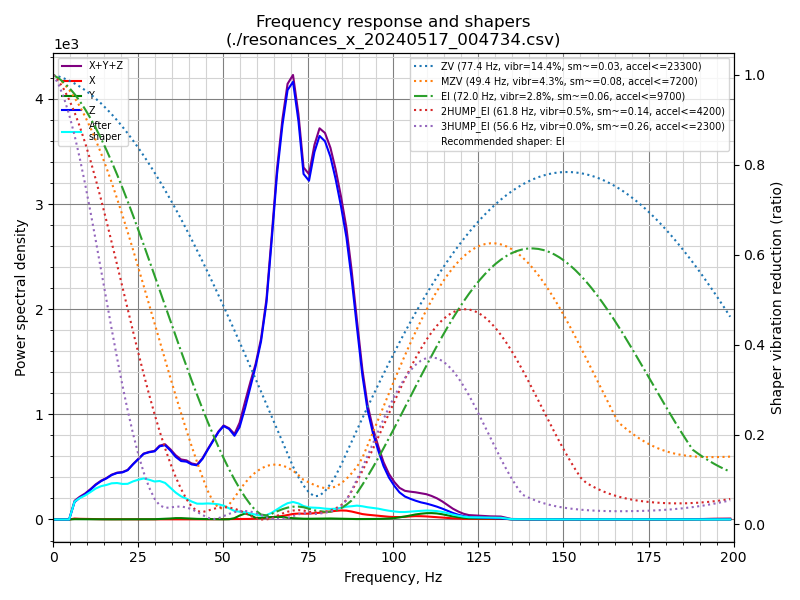 Frequency response and shapers
(./resonances_x_20240517_004734.csv)
1e3
X+Y+Z
X
Y
Z
After
shaper
ZV (77.4 Hz, vibr=14.4%, sm~=0.03, accel<=23300)
MZV (49.4 Hz, vibr=4.3%, sm~=0.08, accel<=7200)
EI (72.0 Hz, vibr=2.8%, sm~=0.06, accel<=9700)
2HUMP_EI (61.8 Hz, vibr=0.5%, sm~=0.14, accel<=4200)
3HUMP_EI (56.6 Hz, vibr=0.0%, sm~=0.26, accel<=2300)
Recommended shaper: EI
4
3
2
1
0
Power spectral density
1.0
0.8
0.6
0.4
0.2
0.0
Shaper vibration reduction (ratio)
0 25 50 75 100 125 150 175 200
Frequency, Hz